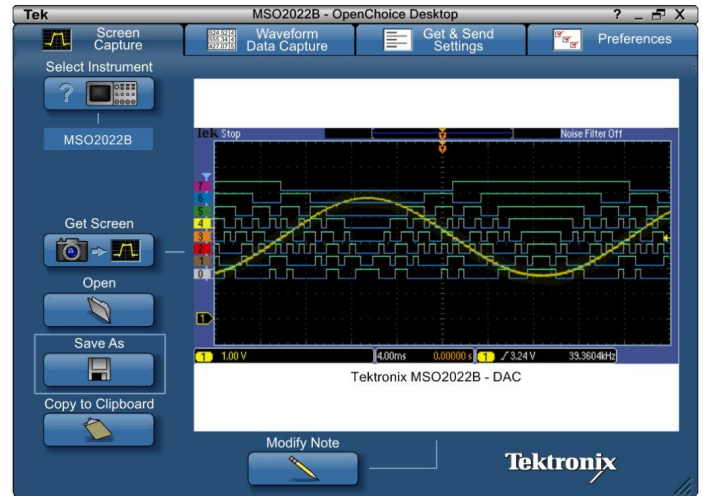 Tek
MSO2022B - OpenChoice Desktop
? _ X
Screen
Capture
Waveform
Data Capture
Get & Send
Settings
Preferences
Select Instrument
?
MSO2022B
Get Screen
Open
Save As
Copy to Clipboard
Tek Stop
Noise Filter Off
7
6
5
4
3
2
1
0
1
1 1.00 V
4.00ms 0.00000 s
1 3.24 V 39.3604kHz
Tektronix MSO2022B - DAC
Modify Note
Tektronix